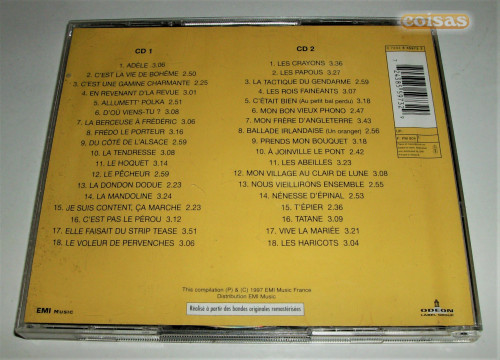 coisas
CD 1
1. ADÈLE 3.06
2. C'EST LA VIE DE BOHÈME 2.50
3. C'EST UNE GAMINE CHARMANTE 2.25
4. EN REVENANT D'LA REVUE 3.01
5. ALLUMETT' POLKA 2.51
6. D'OÙ VIENS-TU ? 3.08
7. LA BERCEUSE À FRÉDÉRIC 3.06
8. FRÉDO LE PORTEUR 3.16
9. DU CÔTÉ DE L'ALSACE 2.59
10. LA TENDRESSE 3.08
11. LE HOQUET 3.14
12. LE PÊCHEUR 2.59
13. LA DONDON DODUE 2.21
14. LA MANDOLINE 3.24
15. JE SUIS CONTENT, ÇA MARCHE 2.23
16. C'EST PAS LE PÉROU 3.12
17. ELLE FAISAIT DU STRIP TEASE 3.51
18. LE VOLEUR DE PERVENCHES 3.06
CD 2
1. LES CRAYONS 3.36
2. LES PAPOUS 3.27
3. LA TACTIQUE DU GENDARME 2.59
4. LES ROIS FAINEANTS 3.07
5. C'ÉTAIT BIEN (Au petit bal perdu) 3.18
6. MON BON VIEUX PHONO 2.42
7. MON FRÈRE D'ANGLETERRE 2.43
8. BALLADE IRLANDAISE (Un oranger) 2.56
9. PRENDS MON BOUQUET 3.18
10. À JOINVILLE LE PONT 2.42
11. LES ABEILLES 3.23
12. MON VILLAGE AU CLAIR DE LUNE 3.08
13. NOUS VIEILLIRONS ENSEMBLE 2.55
14. NÉNESSE D'ÉPINAL 2.53
15. T'ÉPIER 2.36
16. TATANE 3.09
17. VIVE LA MARIÉE 2.21
18. LES HARICOTS 3.04
This compilation (P) & (C) 1997 EMI Music France
Distribution EMI Music
Réalisé à partir des bandes originales remasterisées
EMI MUSIC
ODEON